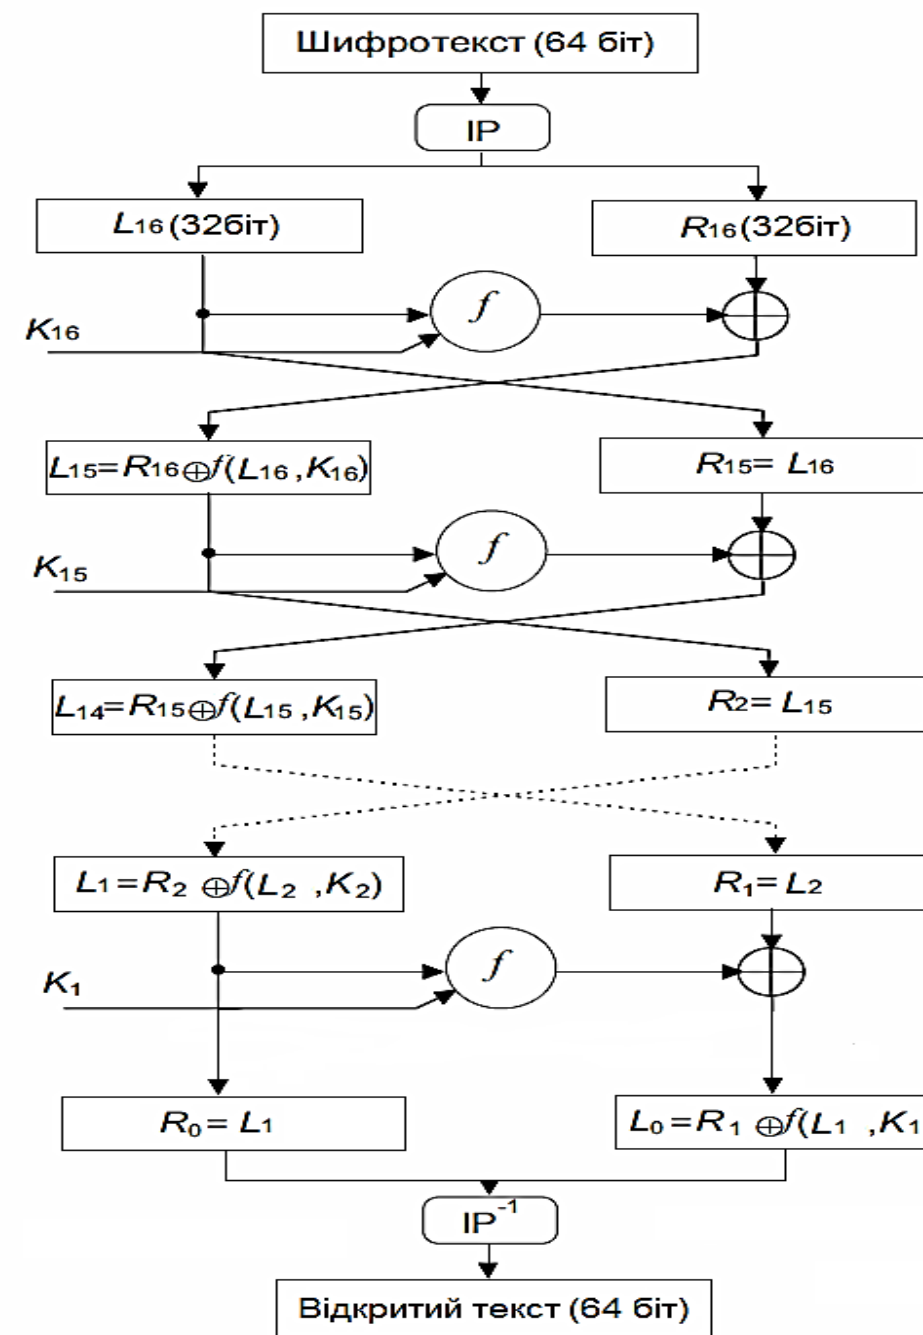 Шифротекст (64 біт)
IP
L16 (32біт)
R16 (32біт)
f
K16
L15=R16⊕f(L16 ,K16)
R15= L16
f
K15
L14=R15⊕f(L15 ,K15)
R2= L15
L1=R2 ⊕f(L2 ,K2)
R1= L2
f
K1
R0= L1
L0=R1 ⊕f(L1 ,K1
IP-1
Відкритий текст (64 біт)